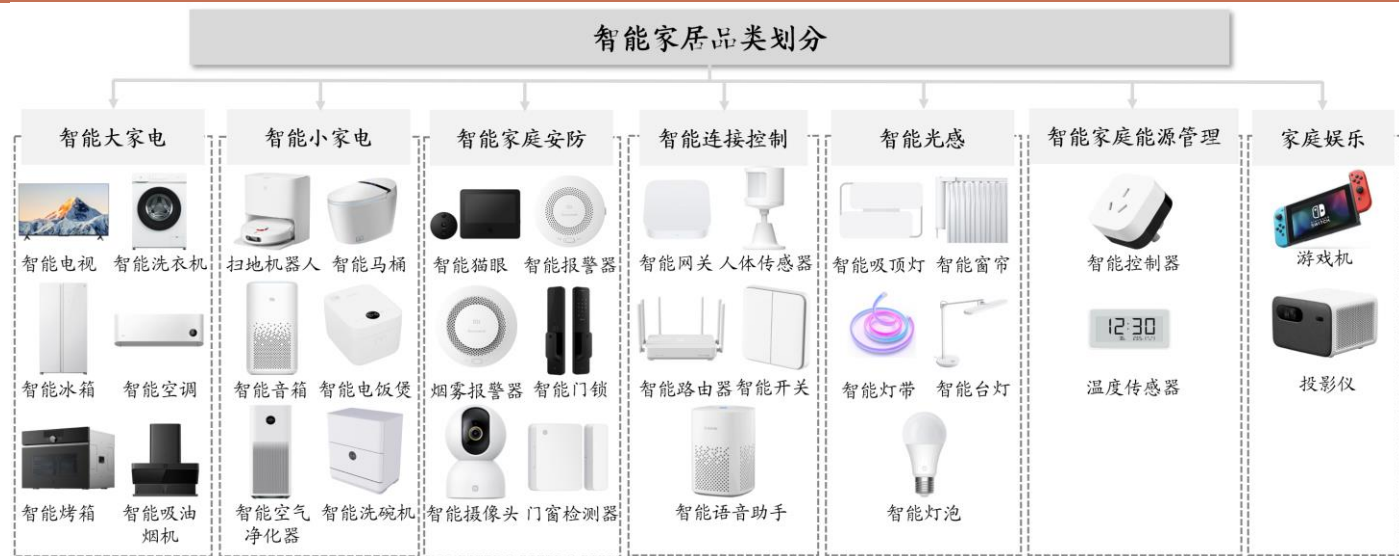 智能家居品类划分
智能大家电
智能小家电
智能家庭安防
智能连接控制
智能光感
智能家庭能源管理
家庭娱乐
智能电视
智能洗衣机
扫地机器人
智能马桶
智能猫眼
智能报警器
智能网关
人体传感器
智能吸顶灯
智能窗帘
智能控制器
游戏机
智能冰箱
智能空调
智能音箱
智能电饭煲
烟雾报警器
智能门锁
智能路由器
智能开关
智能灯带
智能台灯
12:30
温度传感器
投影仪
智能烤箱
智能吸油
烟机
智能空气
净化器
智能洗碗机
智能摄像头
门窗检测器
智能语音助手
智能灯泡